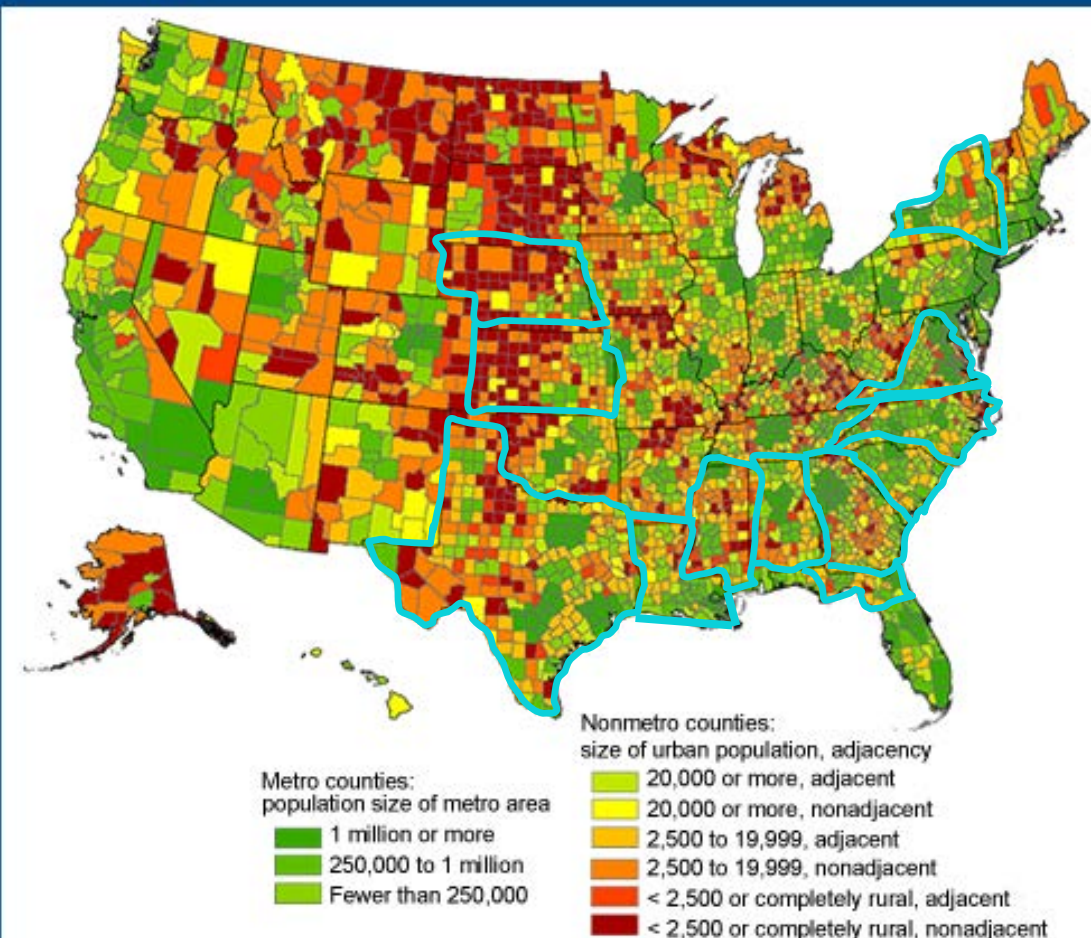 Metro counties:
population size of metro area
1 million or more
250,000 to 1 million
Fewer than 250,000
Nonmetro counties:
size of urban population, adjacency
20,000 or more, adjacent
20,000 or more, nonadjacent
2,500 to 19,999, adjacent
2,500 to 19,999, nonadjacent
< 2,500 or completely rural, adjacent
< 2,500 or completely rural, nonadjacent